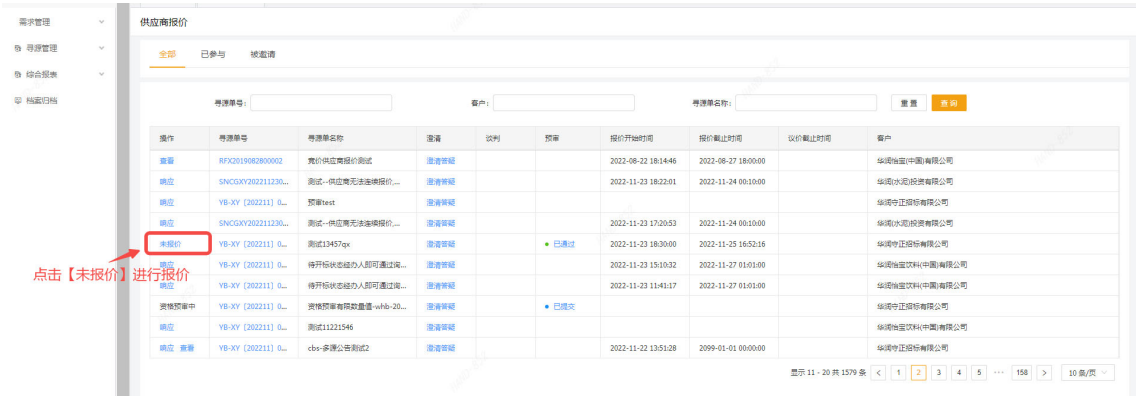 需求管理
供应商报价
寻源管理
全部 已参与 被邀请
综合报表
档案归档
寻源单号: 客户: 寻源单名称: 重置 查询
操作 寻源单号 寻源单名称 澄清 谈判 预审 报价开始时间 报价截止时间 议价截止时间 客户
查看 RFX2019082800002 竞价供应商报价测试 澄清答疑 2022-08-22 18:14:46 2022-08-27 18:00:00 华润怡宝(中国)有限公司
响应 SNCGXY202211230... 测试--供应商无法连续报价,... 澄清答疑 2022-11-23 18:22:01 2022-11-24 00:10:00 华润(水泥)投资有限公司
响应 YB-XY [202211] 0... 预审test 澄清答疑 华润守正招标有限公司
响应 SNCGXY202211230... 测试--供应商无法连续报价,... 澄清答疑 2022-11-23 17:20:53 2022-11-24 00:10:00 华润(水泥)投资有限公司
未报价 YB-XY [202211] 0... 测试13457qx 澄清答疑 已通过 2022-11-23 18:30:00 2022-11-25 16:52:16 华润守正招标有限公司
响应 YB-XY [202211] 0... 待开标状态经办人即可通过询... 澄清答疑 2022-11-23 15:10:32 2022-11-27 01:01:00 华润怡宝饮料(中国)有限公司
点击【未报价】进行报价
响应 YB-XY [202211] 0... 待开标状态经办人即可通过询... 澄清答疑 2022-11-23 11:41:17 2022-11-27 01:01:00 华润怡宝饮料(中国)有限公司
资格预审中 YB-XY [202211] 0... 资格预审有限数量值-whb-20... 澄清答疑 已提交 华润守正招标有限公司
响应 YB-XY [202211] 0... 测试11221546 澄清答疑 华润怡宝饮料(中国)有限公司
响应 查看 YB-XY [202211] 0... cbs-多源公告测试2 澄清答疑 2022-11-22 13:51:28 2099-01-01 00:00:00 华润守正招标有限公司
显示 11 - 20 共 1579 条 < 1 2 3 4 5 ··· 158 > 10 条/页